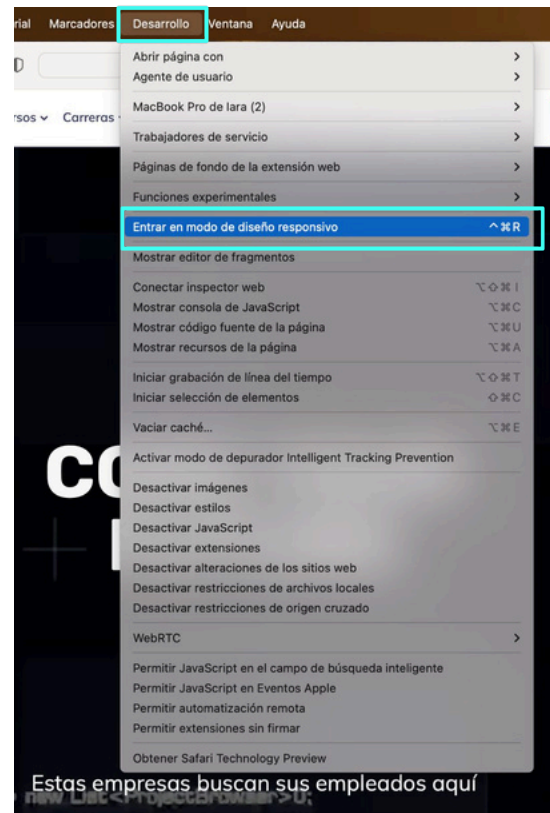 rial Marcadores Desarrollo Ventana Ayuda
rsos Carreras
Abrir página con
Agente de usuario
MacBook Pro de Iara (2)
Trabajadores de servicio
Páginas de fondo de la extensión web
Funciones experimentales
Entrar en modo de diseño responsivo ^⌘R
Mostrar editor de fragmentos
Conectar inspector web ⌥⇧⌘I
Mostrar consola de JavaScript ⌥⌘C
Mostrar código fuente de la página ⌥⌘U
Mostrar recursos de la página ⌥⌘A
Iniciar grabación de línea del tiempo ⌥⇧⌘T
Iniciar selección de elementos ⇧⌘C
Vaciar caché... ⌥⌘E
Activar modo de depurador Intelligent Tracking Prevention
CO
Desactivar imágenes
Desactivar estilos
Desactivar JavaScript
Desactivar extensiones
Desactivar alteraciones de los sitios web
Desactivar restricciones de archivos locales
Desactivar restricciones de origen cruzado
WebRTC
Permitir JavaScript en el campo de búsqueda inteligente
Permitir JavaScript en Eventos Apple
Permitir automatización remota
Permitir extensiones sin firmar
Obtener Safari Technology Preview
Estas empresas buscan sus empleados aquí
new List<ProjectBrowser>();